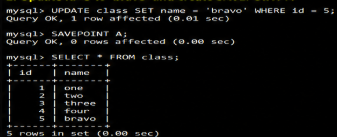 mysql> UPDATE class SET name = 'bravo' WHERE id = 5;
Query OK, 1 row affected (0.01 sec)
mysql> SAVEPOINT A;
Query OK, 0 rows affected (0.00 sec)
mysql> SELECT * FROM class;
+------+-------+
| id | name |
+------+-------+
| 1 | one |
| 2 | two |
| 3 | three |
| 4 | four |
| 5 | bravo |
+------+-------+
5 rows in set (0.00 sec)